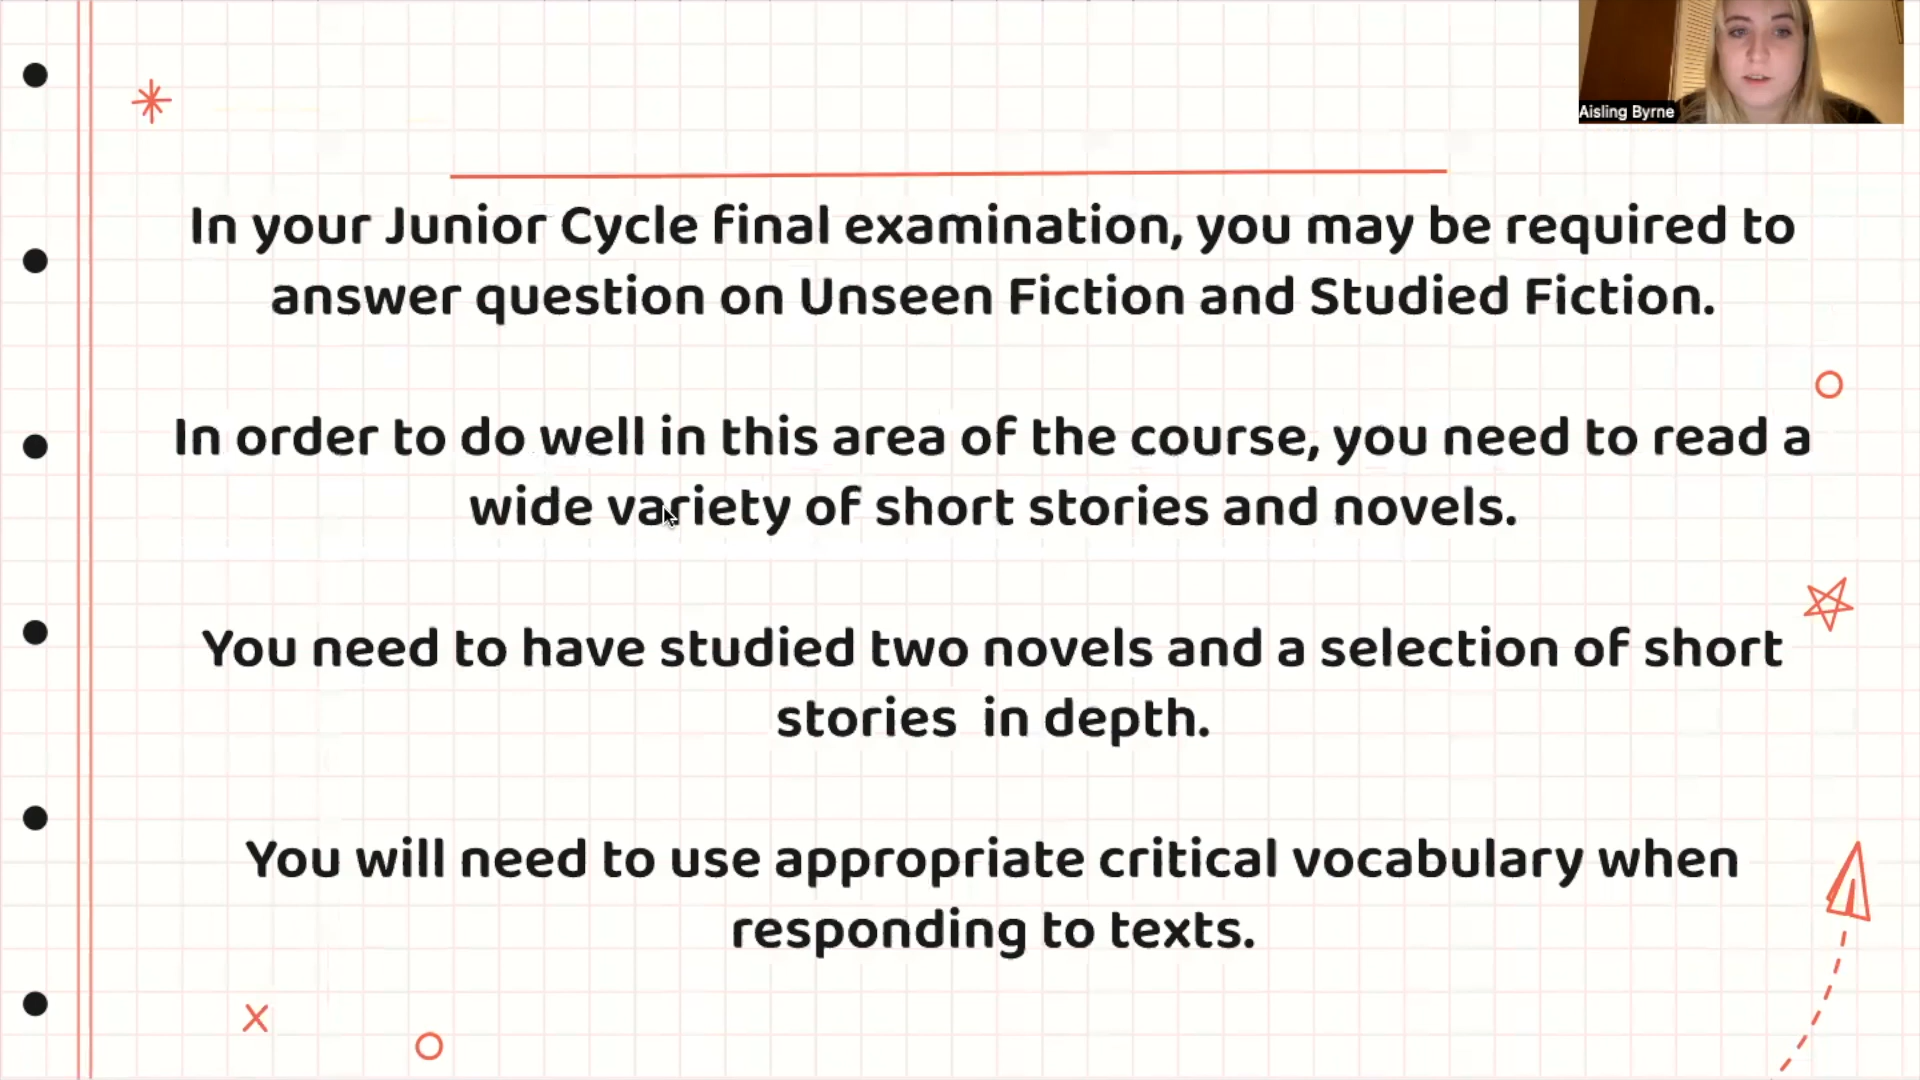 Aisling Byrne
In your Junior Cycle final examination, you may be required to
answer question on Unseen Fiction and Studied Fiction.
In order to do well in this area of the course, you need to read a
wide variety of short stories and novels.
You need to have studied two novels and a selection of short
stories  in depth.
You will need to use appropriate critical vocabulary when
responding to texts.